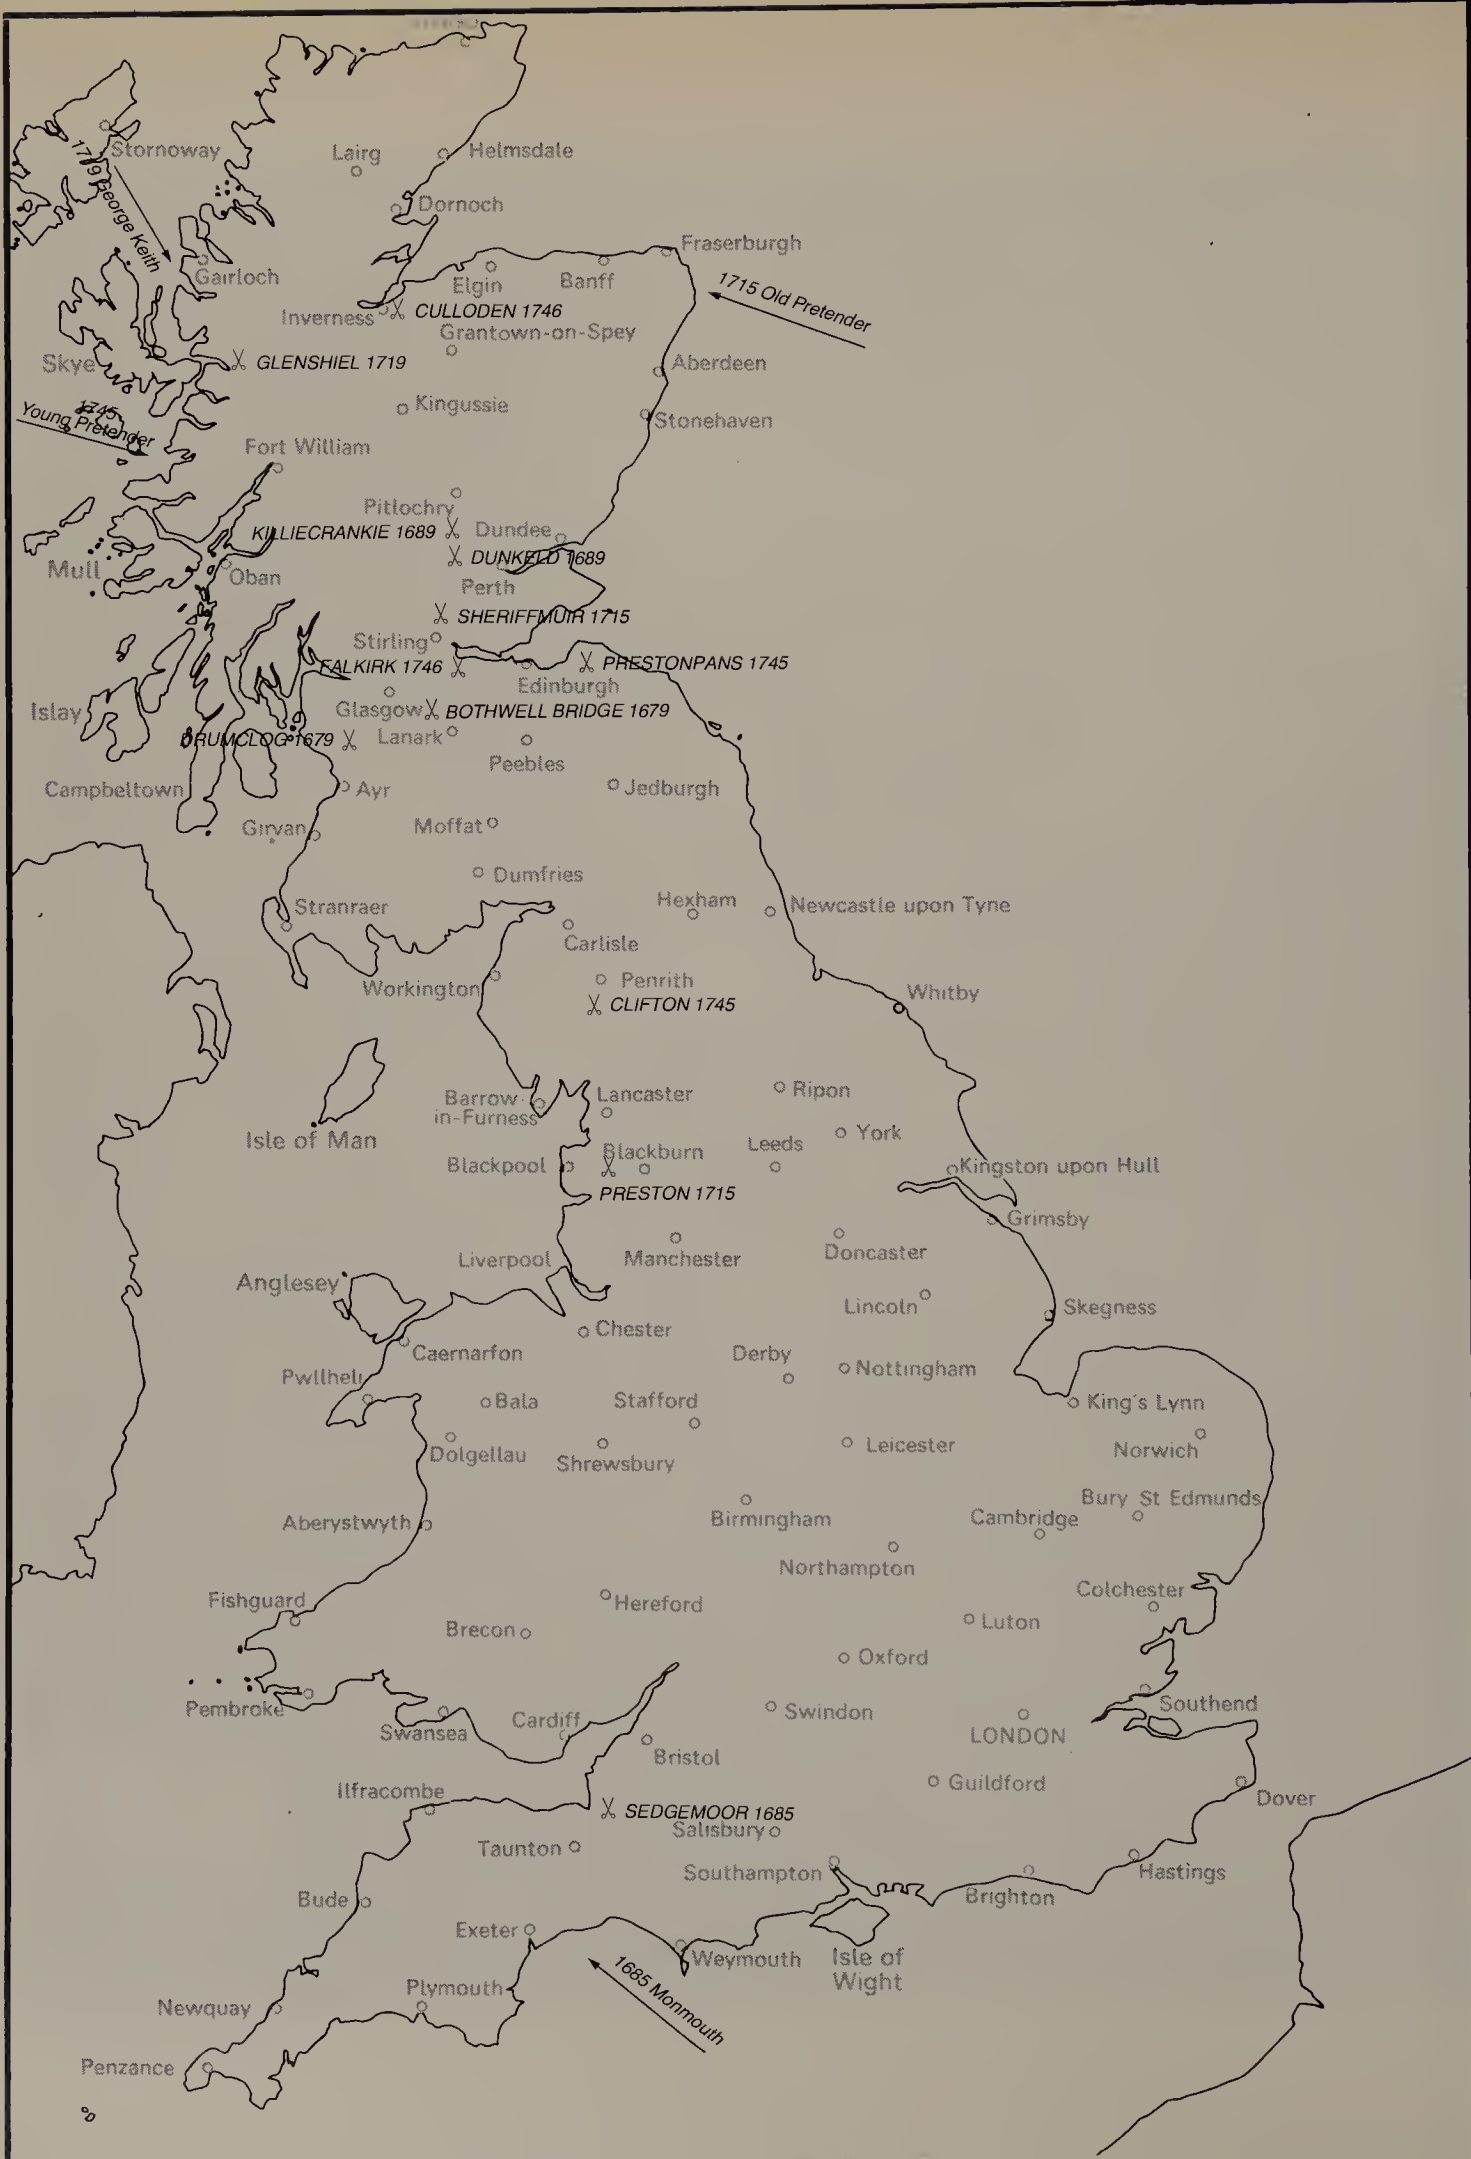 Stornoway
Lairg
Helmsdale
1719 George Keith
Dornoch
Fraserburgh
Gairloch
Elgin
Banff
1715 Old Pretender
Inverness
CULLODEN 1746
Grantown-on-Spey
Skye
GLENSHIEL 1719
Aberdeen
1745
Young Pretender
Kingussie
Stonehaven
Fort William
Pitlochry
KILLIECRANKIE 1689
Dundee
DUNKELD 1689
Mull
Oban
Perth
SHERIFFMUIR 1715
Stirling
FALKIRK 1746
PRESTONPANS 1745
Edinburgh
Islay
Glasgow
BOTHWELL BRIDGE 1679
DRUMCLOG 1679
Lanark
Peebles
Campbeltown
Ayr
Jedburgh
Girvan
Moffat
Dumfries
Stranraer
Hexham
Newcastle upon Tyne
Carlisle
Workington
Penrith
Whitby
CLIFTON 1745
Barrow-
in-Furness
Lancaster
Ripon
Isle of Man
York
Blackpool
Blackburn
Leeds
Kingston upon Hull
PRESTON 1715
Grimsby
Liverpool
Manchester
Doncaster
Anglesey
Lincoln
Skegness
Chester
Caernarfon
Derby
Nottingham
Pwllheli
Bala
Stafford
King's Lynn
Dolgellau
Shrewsbury
Leicester
Norwich
Aberystwyth
Birmingham
Cambridge
Bury St Edmunds
Northampton
Colchester
Fishguard
Hereford
Brecon
Luton
Oxford
Pembroke
Swansea
Cardiff
Swindon
LONDON
Southend
Bristol
Ilfracombe
Guildford
Dover
SEDGEMOOR 1685
Salisbury
Taunton
Southampton
Hastings
Bude
Brighton
Exeter
Weymouth
Isle of
Wight
1685 Monmouth
Plymouth
Newquay
Penzance